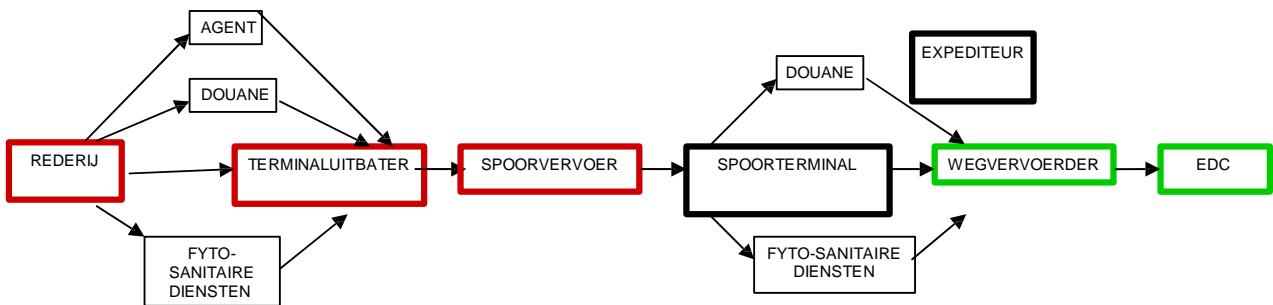 AGENT
EXPEDITEUR
DOUANE
DOUANE
REDERIJ
TERMINALUITBATER
SPOORVERVOER
SPOORTERMINAL
WEGVERVOERDER
EDC
FYTO-
SANITAIRE
DIENSTEN
FYTO-SANITAIRE
DIENSTEN